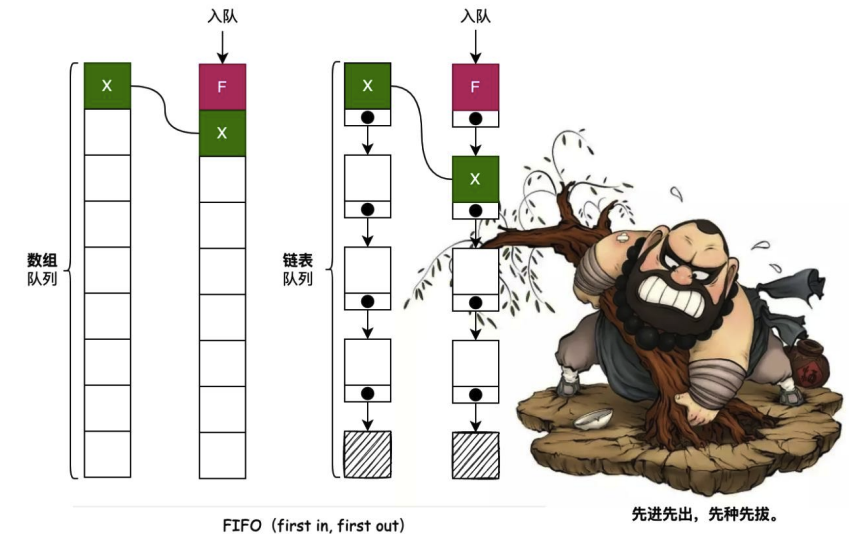 入队
入队
X
F
X
X
F
X
数组
队列
链表
队列
FIFO（first in, first out）
先进先出，先种先拔。